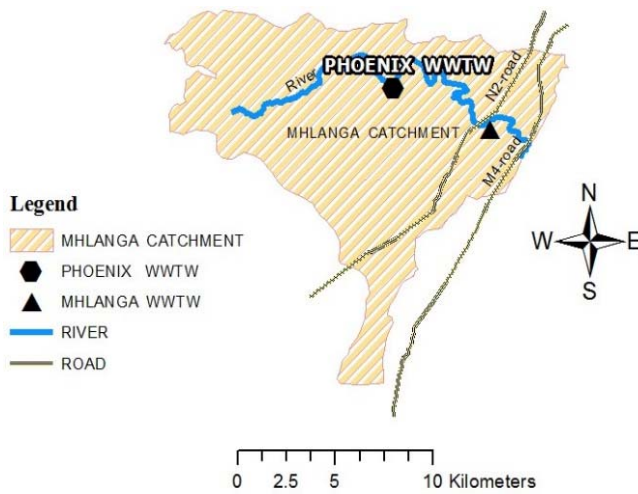 River
PHOENIX WWTW
N2-road
MHLANGA CATCHMENT
M4-road
Legend
MHLANGA CATCHMENT
PHOENIX WWTW
MHLANGA WWTW
RIVER
ROAD
N
W E
S
0 2.5 5 10 Kilometers